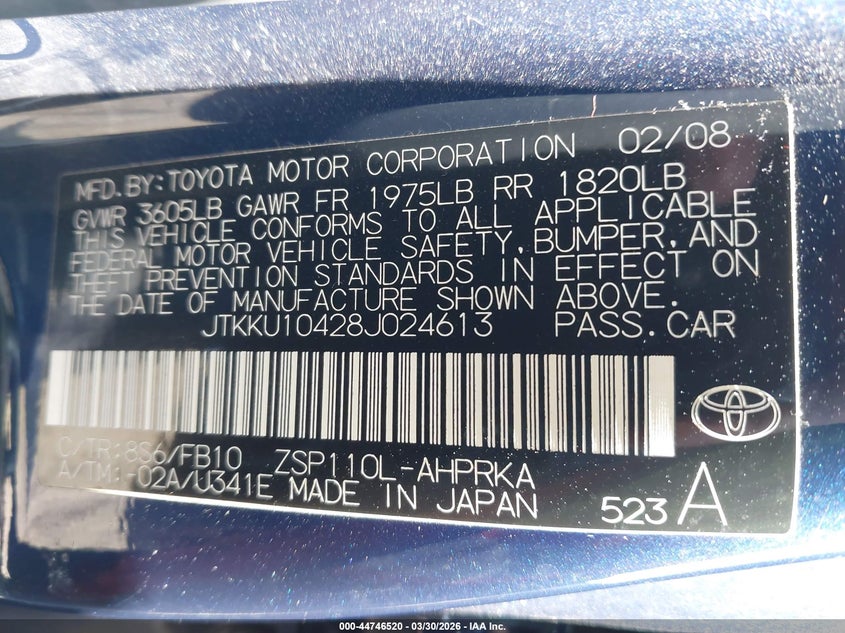 MFD.BY:TOYOTA MOTOR CORPORATION 02/08
GVWR 3605LB GAWR FR 1975LB RR 1820LB
THIS VEHICLE CONFORMS TO ALL APPLICABLE
FEDERAL MOTOR VEHICLE SAFETY,BUMPER,AND
THEFT PREVENTION STANDARDS IN EFFECT ON
THE DATE OF MANUFACTURE SHOWN ABOVE.
JTKKU10428J024613 PASS.CAR
C/TR:8S6/FB10 ZSP110L-AHPRKA
A/TM:-02A/U341E MADE IN JAPAN
523 A
000-44746520 - 03/30/2026 - IAA Inc.